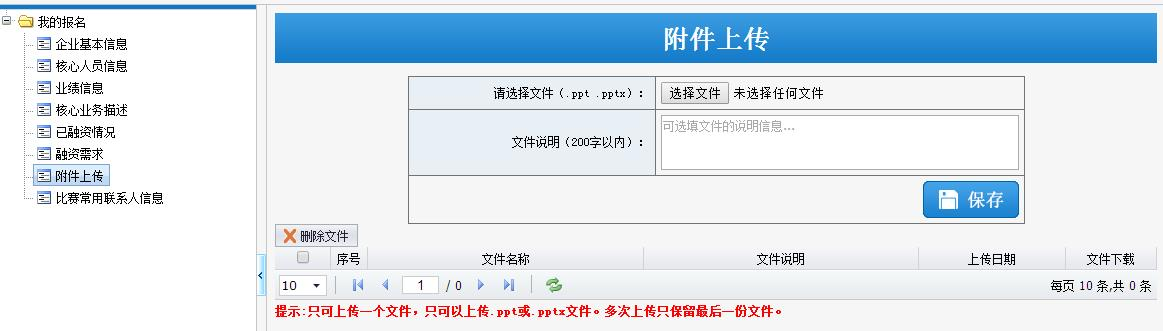 我的报名
企业基本信息
核心人员信息
业绩信息
核心业务描述
已融资情况
融资需求
附件上传
比赛常用联系人信息
附件上传
请选择文件（.ppt .pptx）： 选择文件 未选择任何文件
文件说明（200字以内）： 可选填文件的说明信息...
保存
删除文件
序号 文件名称 文件说明 上传日期 文件下载
10 1 / 0 每页 10 条,共 0 条
提示:只可上传一个文件，只可以上传.ppt或.pptx文件。多次上传只保留最后一份文件。